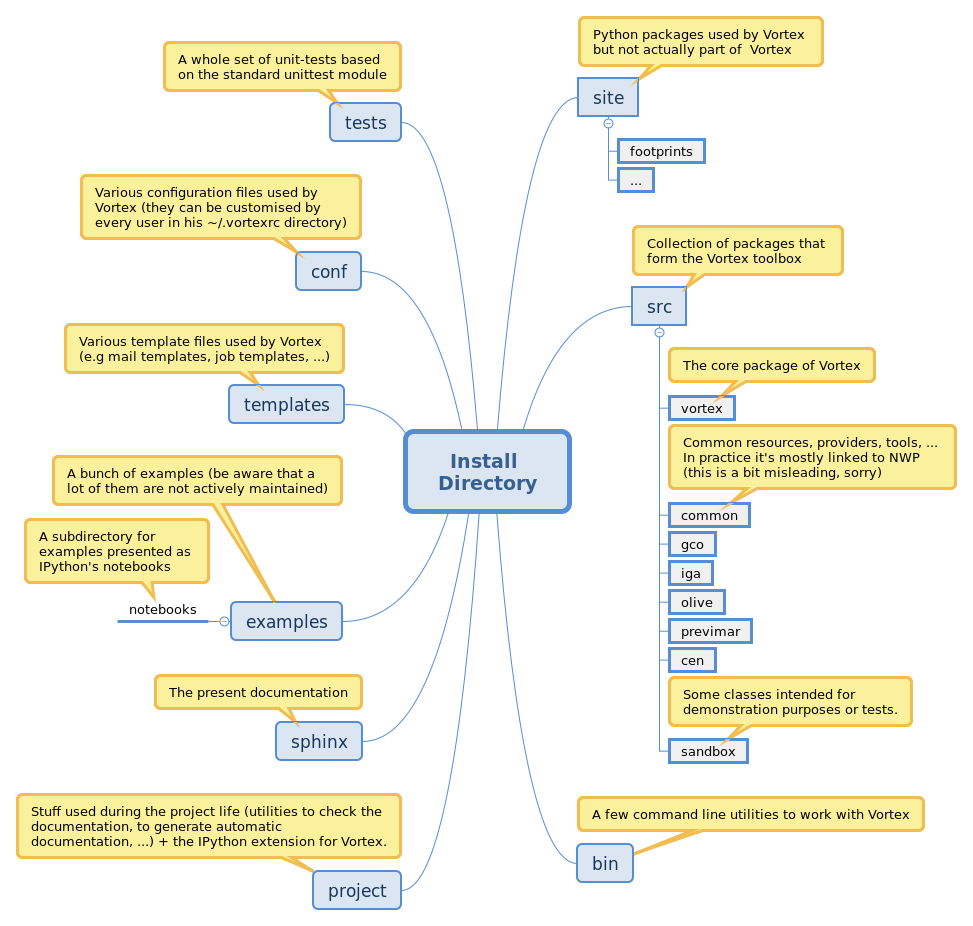 Install
Directory
A whole set of unit-tests based
on the standard unittest module
tests
Various configuration files used by
Vortex (they can be customised by
every user in his ~/.vortexrc directory)
conf
Various template files used by Vortex
(e.g mail templates, job templates, ...)
templates
A bunch of examples (be aware that a
lot of them are not actively maintained)
A subdirectory for
examples presented as
IPython's notebooks
notebooks
examples
The present documentation
sphinx
Stuff used during the project life (utilities to check the
documentation, to generate automatic
documentation, ...) + the IPython extension for Vortex.
project
Python packages used by Vortex
but not actually part of  Vortex
site
footprints
...
Collection of packages that
form the Vortex toolbox
src
The core package of Vortex
vortex
Common resources, providers, tools, ...
In practice it's mostly linked to NWP
(this is a bit misleading, sorry)
common
gco
iga
olive
previmar
cen
Some classes intended for
demonstration purposes or tests.
sandbox
A few command line utilities to work with Vortex
bin